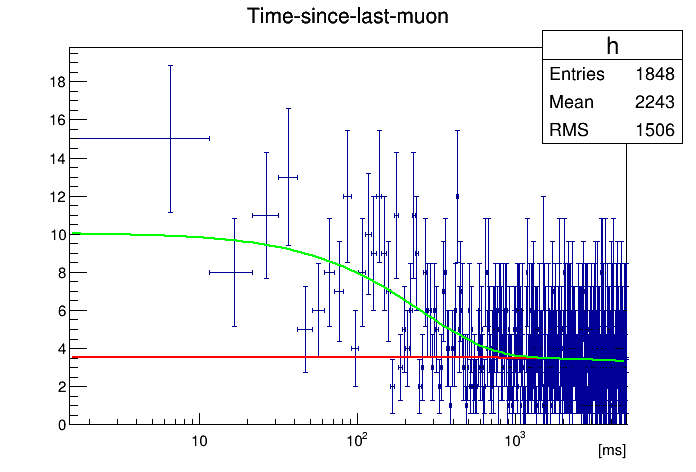 Time-since-last-muon
h
Entries 1848
Mean 2243
RMS 1506
18
16
14
12
10
8
6
4
2
0
10
10²
10³
[ms]